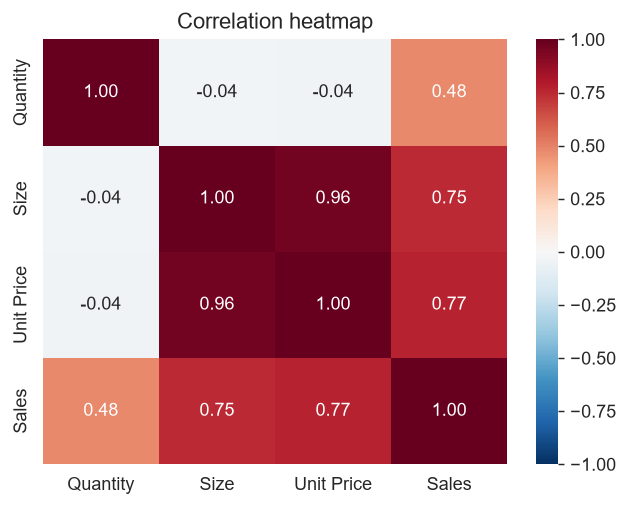 Correlation heatmap
Quantity 1.00 -0.04 -0.04 0.48
Size -0.04 1.00 0.96 0.75
Unit Price -0.04 0.96 1.00 0.77
Sales 0.48 0.75 0.77 1.00
Quantity Size Unit Price Sales
1.00
0.75
0.50
0.25
0.00
−0.25
−0.50
−0.75
−1.00